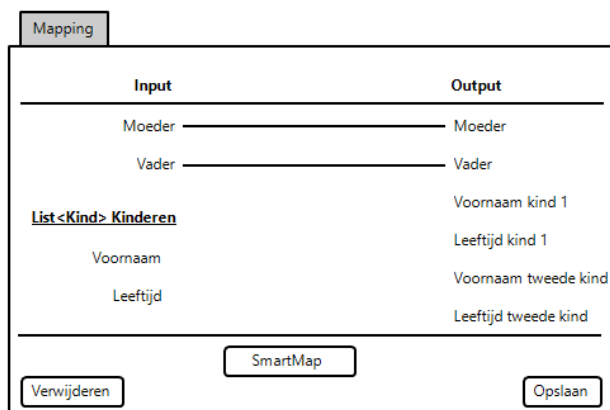 Mapping
Input Output
Moeder Moeder
Vader Vader
Voornaam kind 1
List<Kind> Kinderen
Leeftijd kind 1
Voornaam
Voornaam tweede kind
Leeftijd
Leeftijd tweede kind
SmartMap
Verwijderen Opslaan